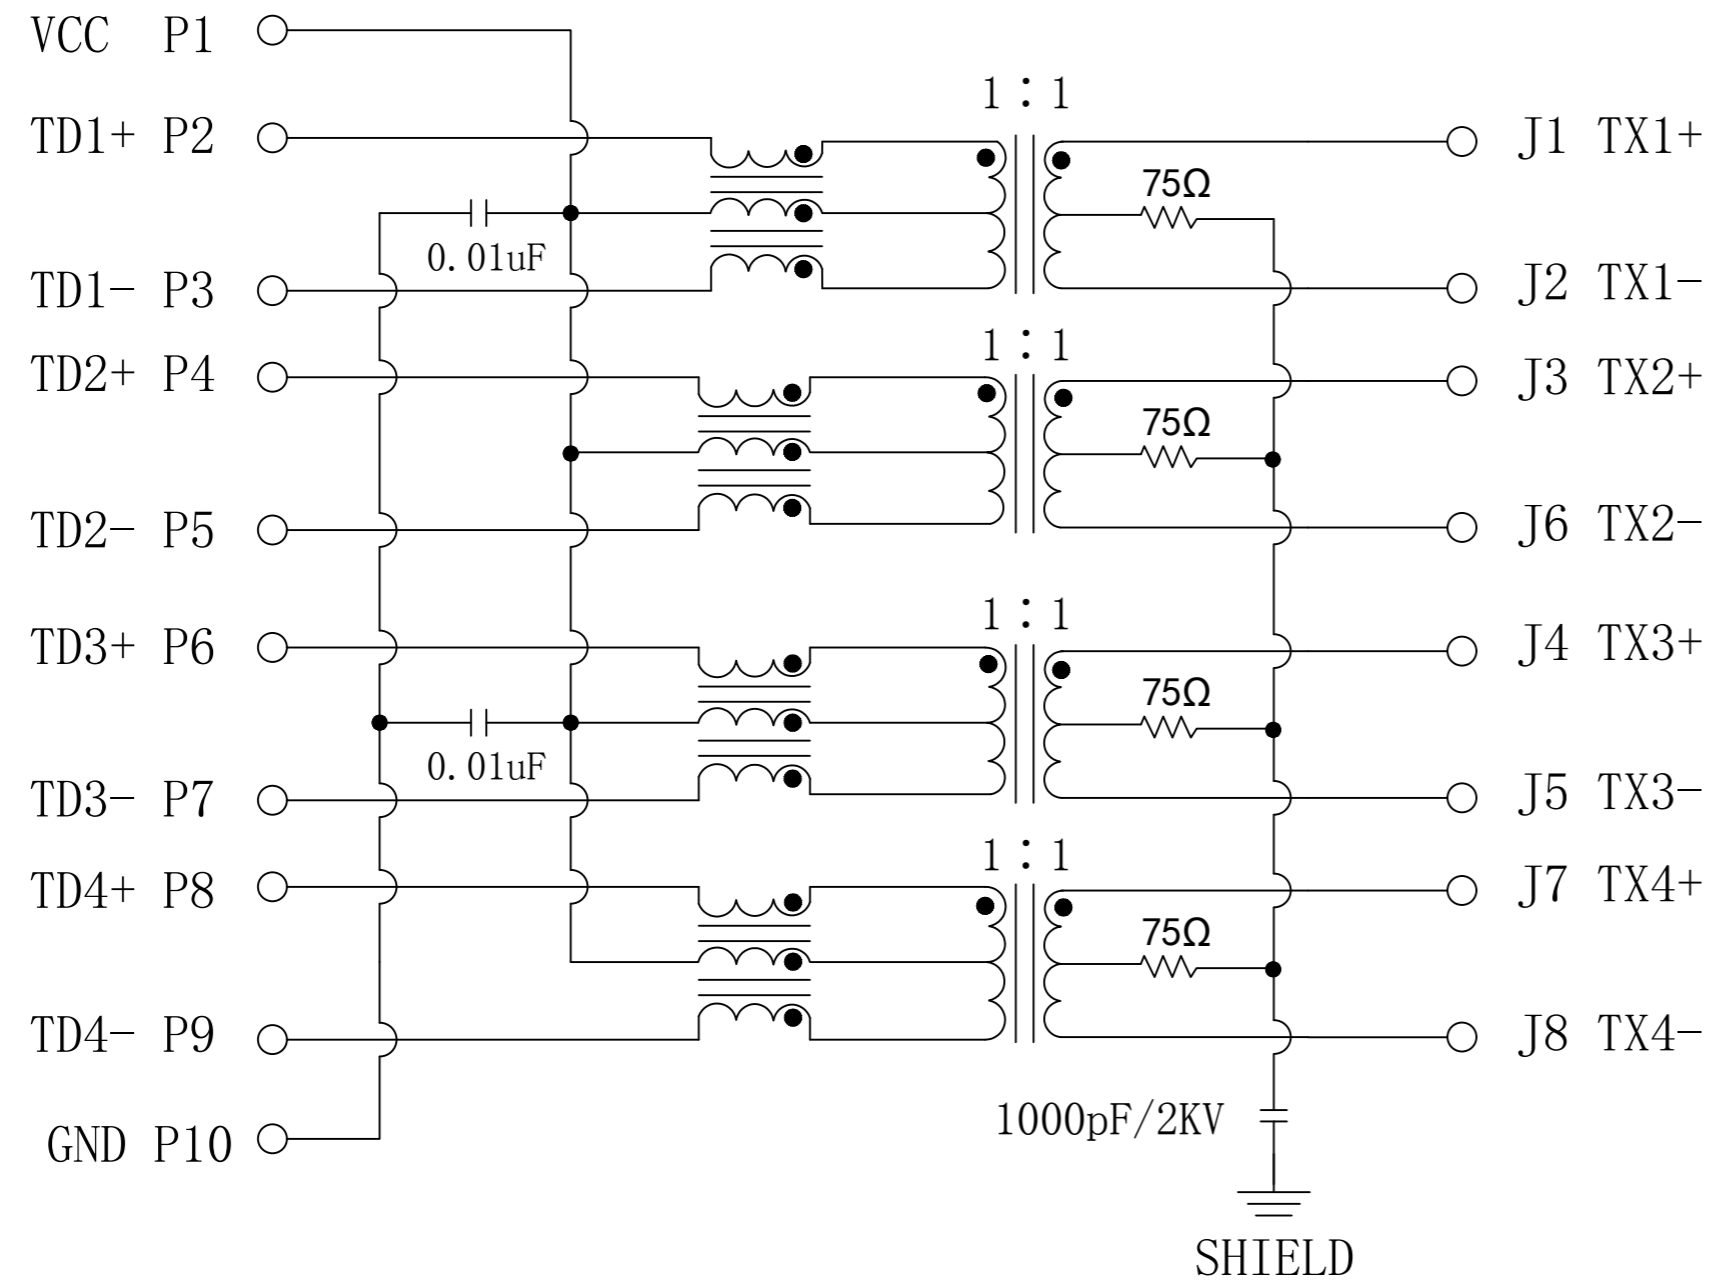 VCC P1
1:1
TD1+ P2
J1 TX1+
75Ω
0.01uF
TD1- P3
J2 TX1-
1:1
TD2+ P4
J3 TX2+
75Ω
TD2- P5
J6 TX2-
1:1
TD3+ P6
J4 TX3+
75Ω
0.01uF
TD3- P7
J5 TX3-
1:1
TD4+ P8
J7 TX4+
75Ω
TD4- P9
J8 TX4-
1000pF/2KV
GND P10
SHIELD